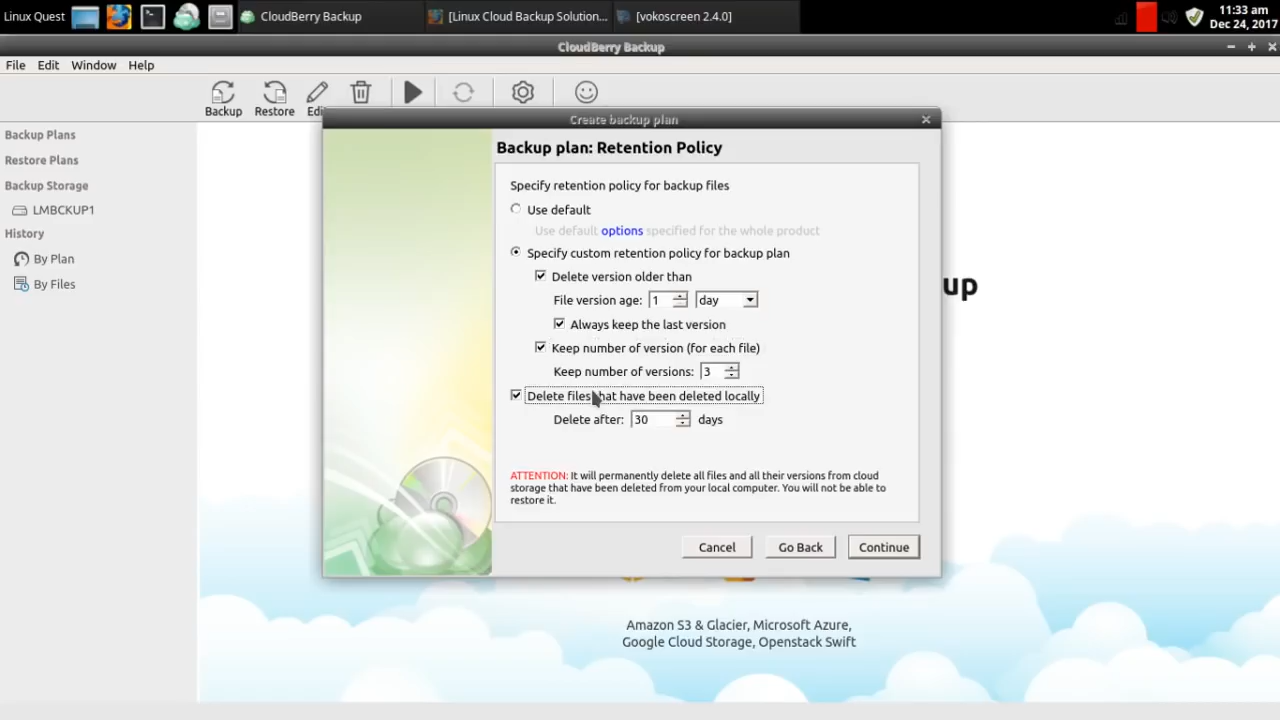 Linux Quest
CloudBerry Backup
[Linux Cloud Backup Solution...
[vokoscreen 2.4.0]
11:33 am
Dec 24, 2017
CloudBerry Backup
File Edit Window Help
Backup Restore
Backup Plans
Restore Plans
Backup Storage
LMBCKUP1
History
By Plan
By Files
Create backup plan
Backup plan: Retention Policy
Specify retention policy for backup files
Use default
Use default options specified for the whole product
Specify custom retention policy for backup plan
Delete version older than
File version age: 1 day
Always keep the last version
Keep number of version (for each file)
Keep number of versions: 3
Delete files that have been deleted locally
Delete after: 30 days
ATTENTION: It will permanently delete all files and all their versions from cloud
storage that have been deleted from your local computer. You will not be able to
restore it.
Cancel Go Back Continue
up
Amazon S3 & Glacier, Microsoft Azure,
Google Cloud Storage, Openstack Swift